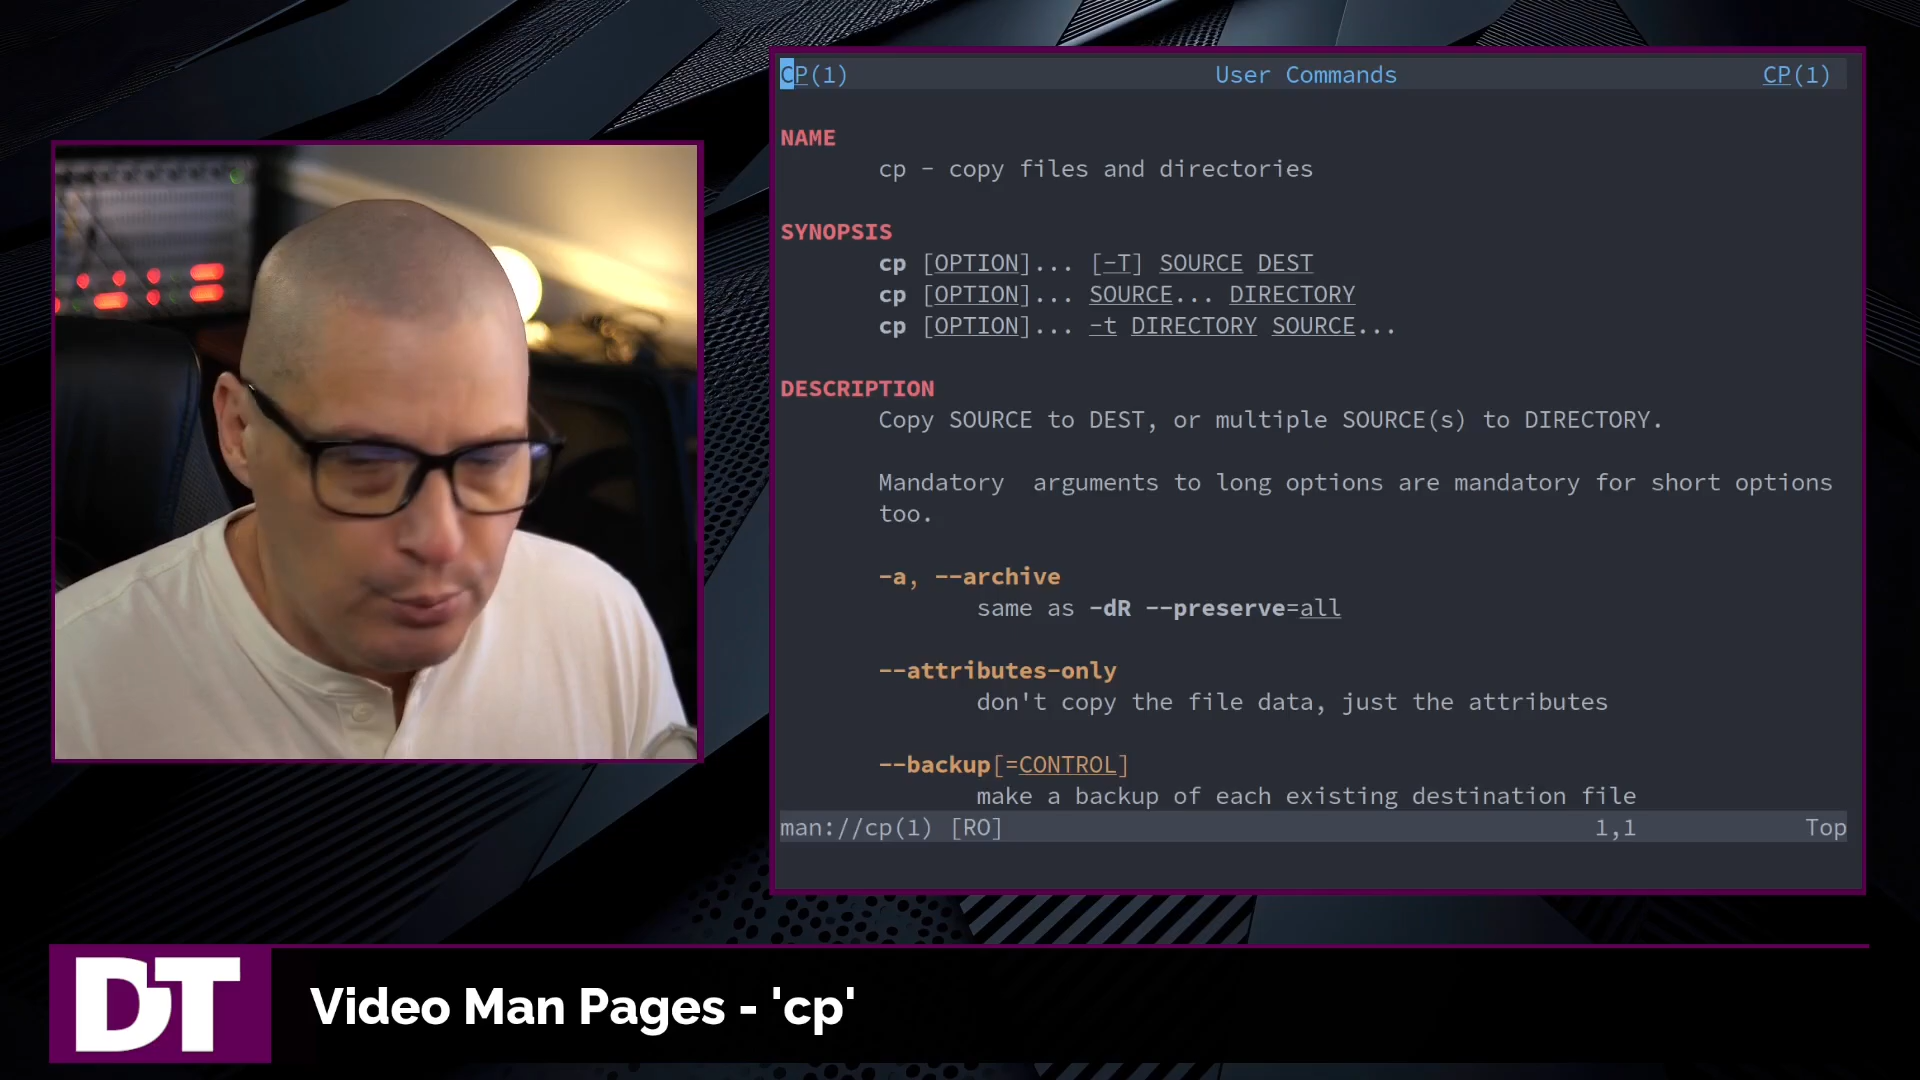 CP(1) User Commands CP(1)
NAME
cp - copy files and directories
SYNOPSIS
cp [OPTION]... [-T] SOURCE DEST
cp [OPTION]... SOURCE... DIRECTORY
cp [OPTION]... -t DIRECTORY SOURCE...
DESCRIPTION
Copy SOURCE to DEST, or multiple SOURCE(s) to DIRECTORY.
Mandatory arguments to long options are mandatory for short options
too.
-a, --archive
same as -dR --preserve=all
--attributes-only
don't copy the file data, just the attributes
--backup[=CONTROL]
make a backup of each existing destination file
man://cp(1) [RO] 1,1 Top
DT
Video Man Pages - 'cp'